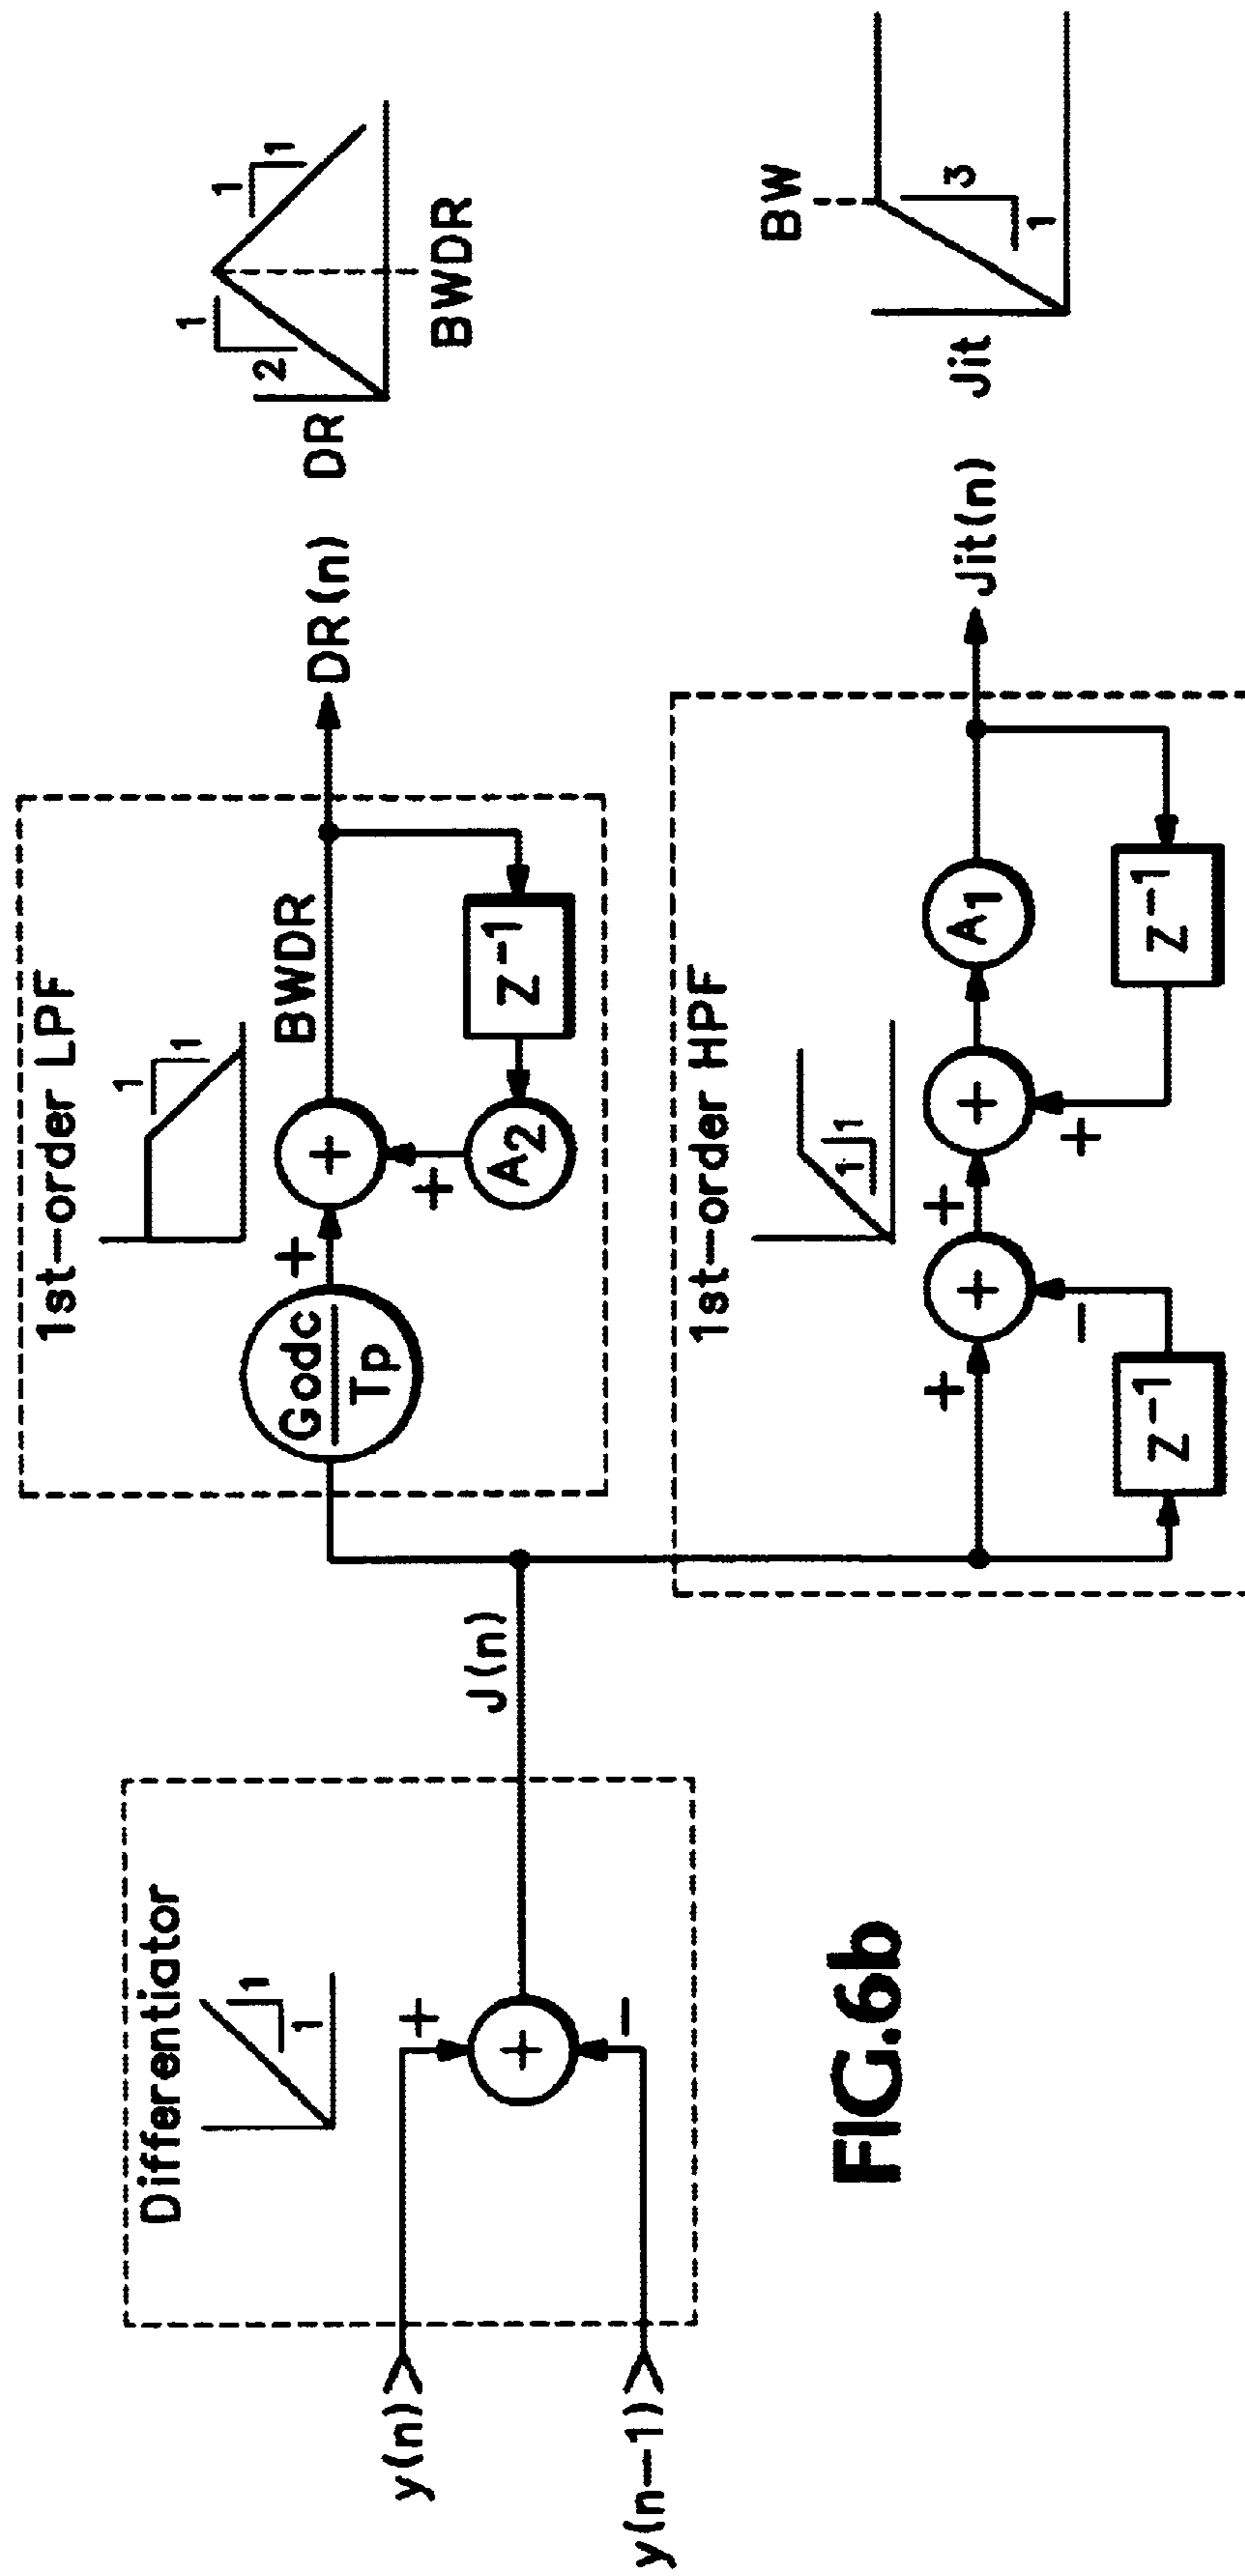 Differentiator
1
1
y(n)
y(n-1)
+
+
-
J(n)
1st-order LPF
1
1
Godc
Tp
+
+
BWDR
+
A2
Z-1
DR(n)
DR
2
1
1
1
BWDR
1st-order HPF
1
1
+
+
-
Z-1
+
+
+
A1
Z-1
Jit(n)
Jit
BW
3
1
FIG.6b